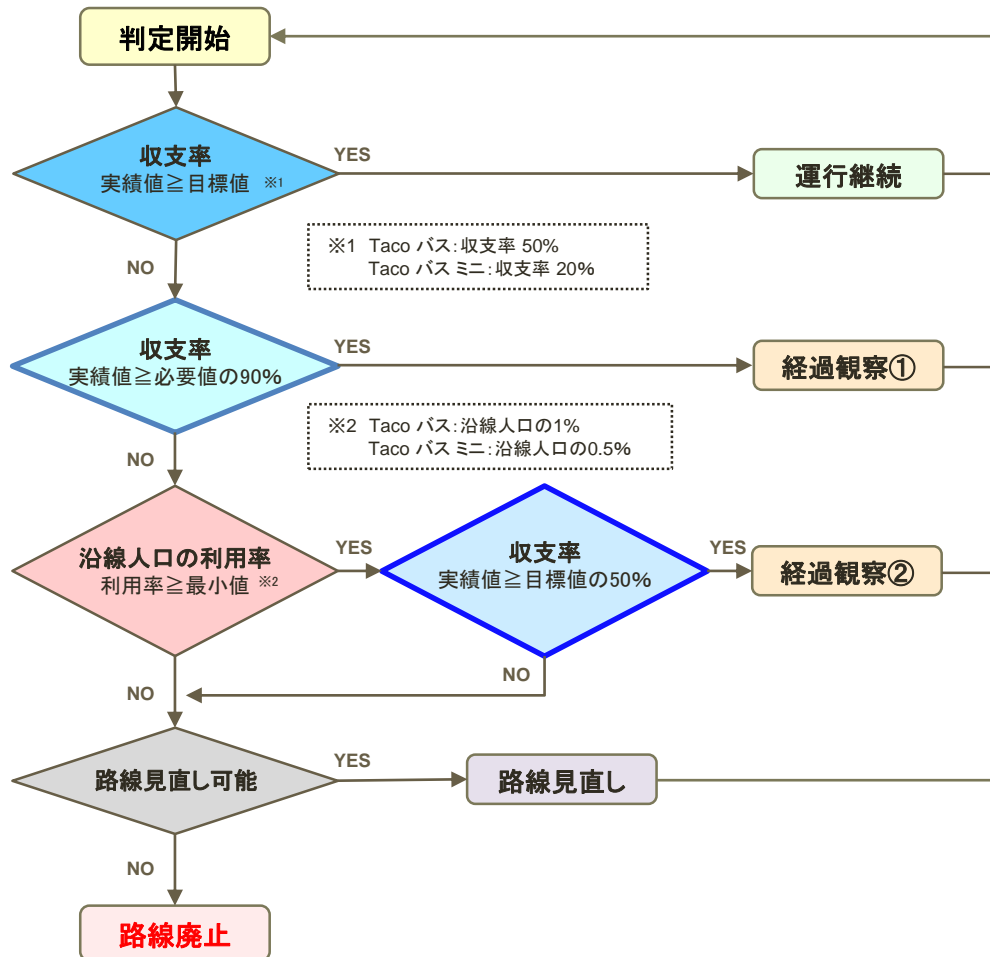 判定開始
収支率
実績値≧目標値 ※1
YES
運行継続
※1 Taco バス:収支率 50%
Taco バス ミニ:収支率 20%
NO
収支率
実績値≧必要値の90%
YES
経過観察①
※2 Taco バス:沿線人口の1%
Taco バス ミニ:沿線人口の0.5%
NO
沿線人口の利用率
利用率≧最小値 ※2
YES
収支率
実績値≧目標値の50%
YES
経過観察②
NO
NO
路線見直し可能
YES
路線見直し
NO
路線廃止